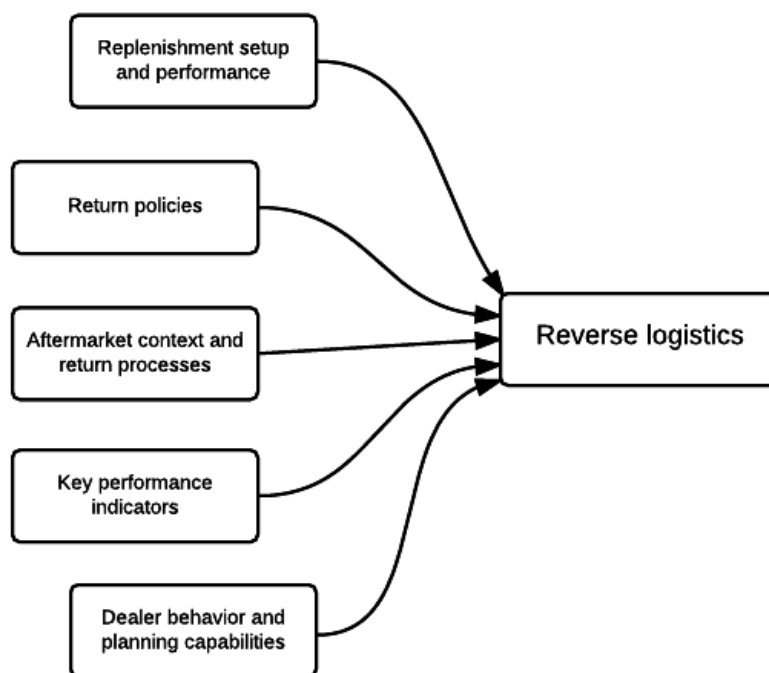 Replenishment setup
and performance
Return policies
Aftermarket context and
return processes
Key performance
indicators
Dealer behavior and
planning capabilities
Reverse logistics